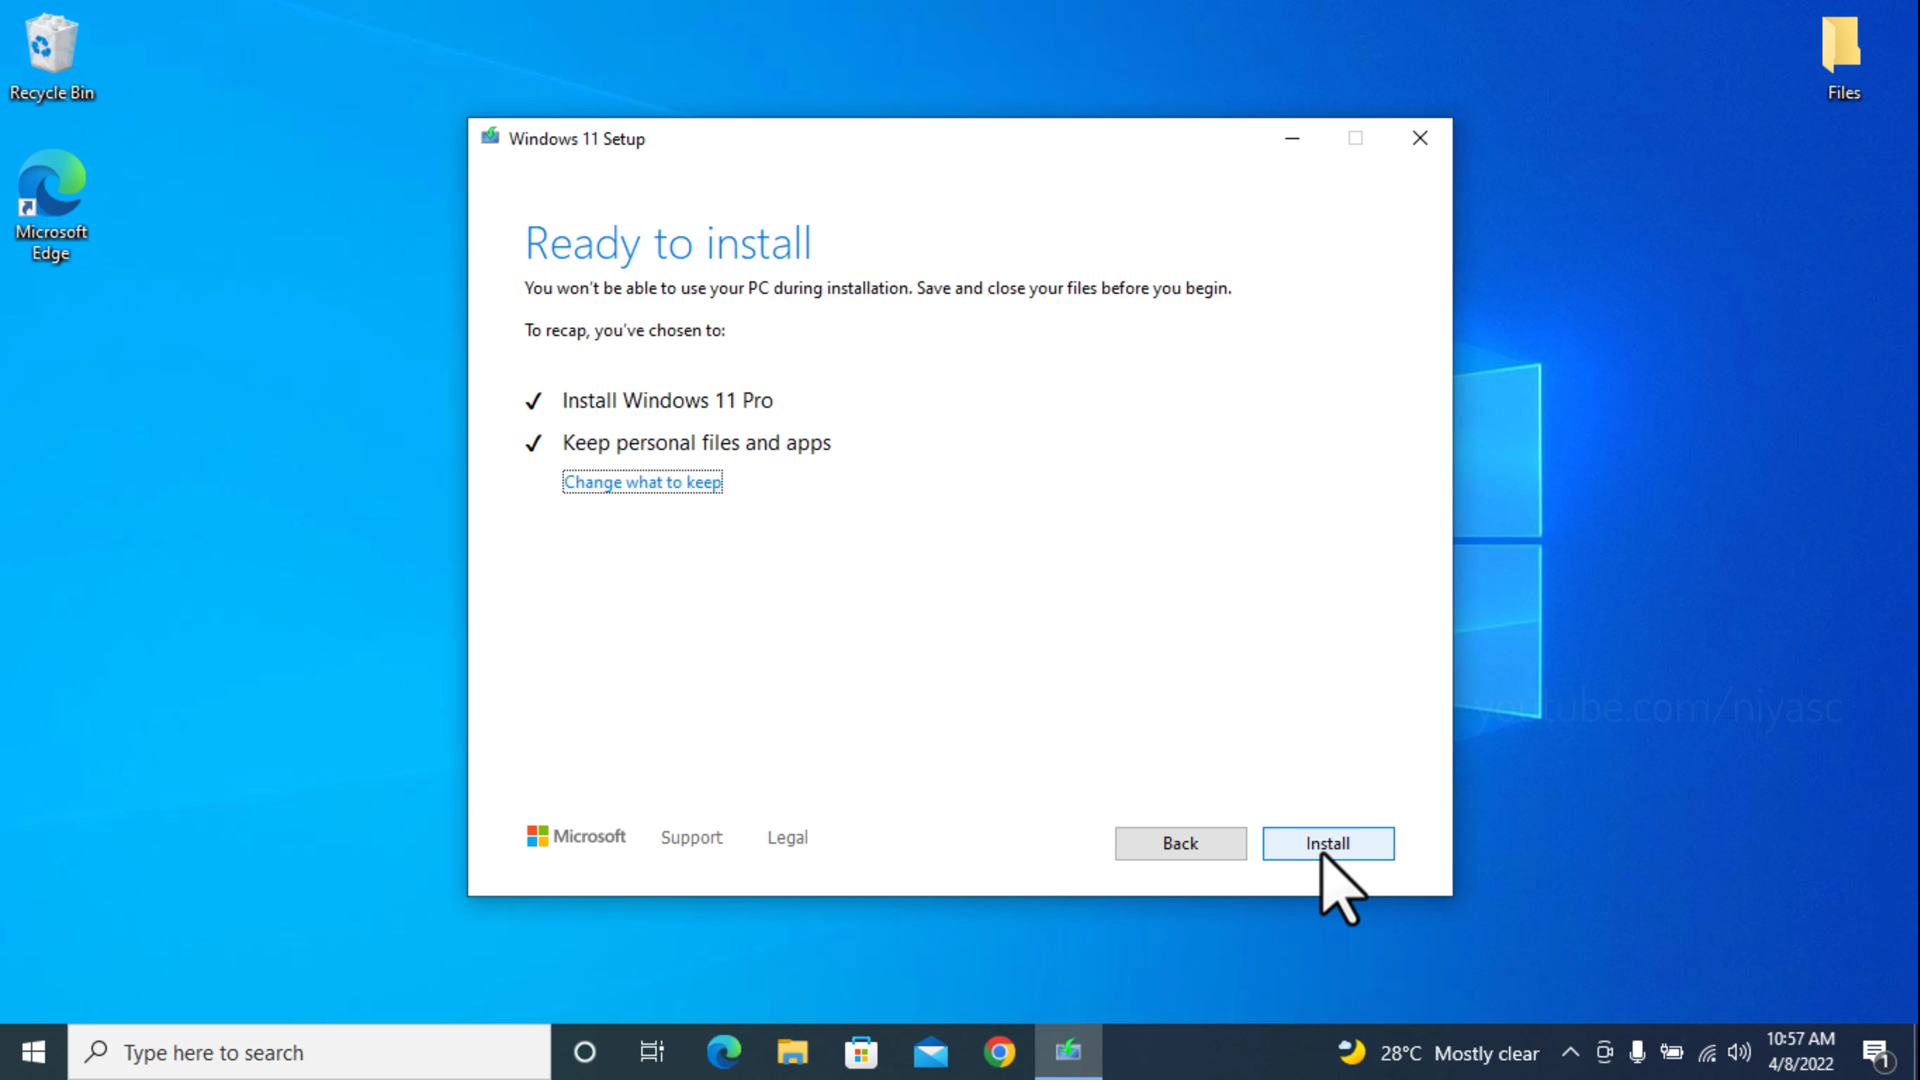 Recycle Bin
Files
Microsoft
Edge
Windows 11 Setup
Ready to install
You won't be able to use your PC during installation. Save and close your files before you begin.
To recap, you've chosen to:
Install Windows 11 Pro
Keep personal files and apps
Change what to keep
youtube.com/niyasc
Microsoft
Support
Legal
Back
Install
Type here to search
28°C Mostly clear
10:57 AM
4/8/2022
1